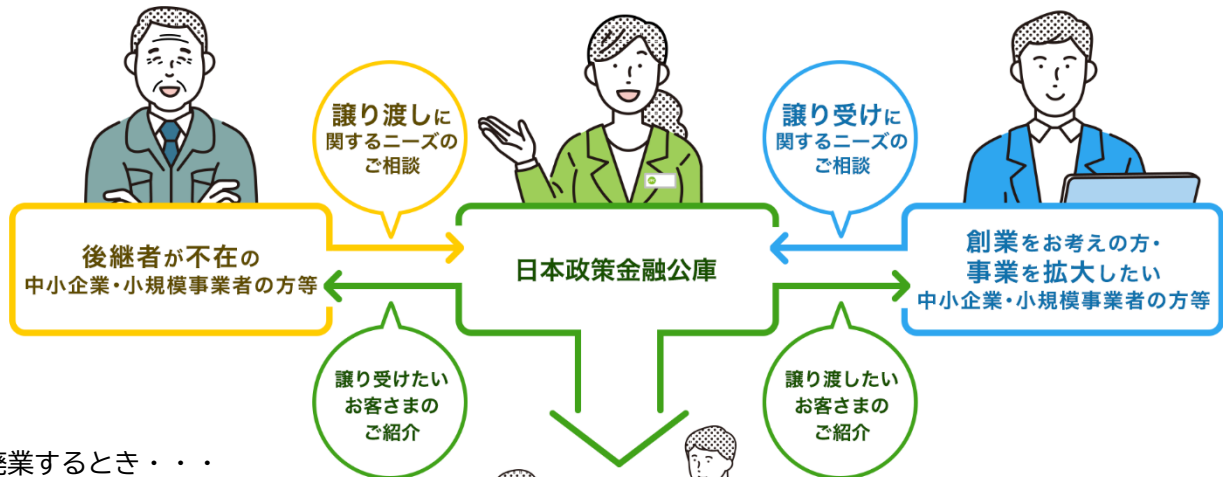 譲り渡しに
関するニーズの
ご相談
譲り受けに
関するニーズの
ご相談
後継者が不在の
中小企業・小規模事業者の方等
日本政策金融公庫
創業をお考えの方・
事業を拡大したい
中小企業・小規模事業者の方等
譲り受けたい
お客さまの
ご紹介
譲り渡したい
お客さまの
ご紹介
廃業するとき・・・